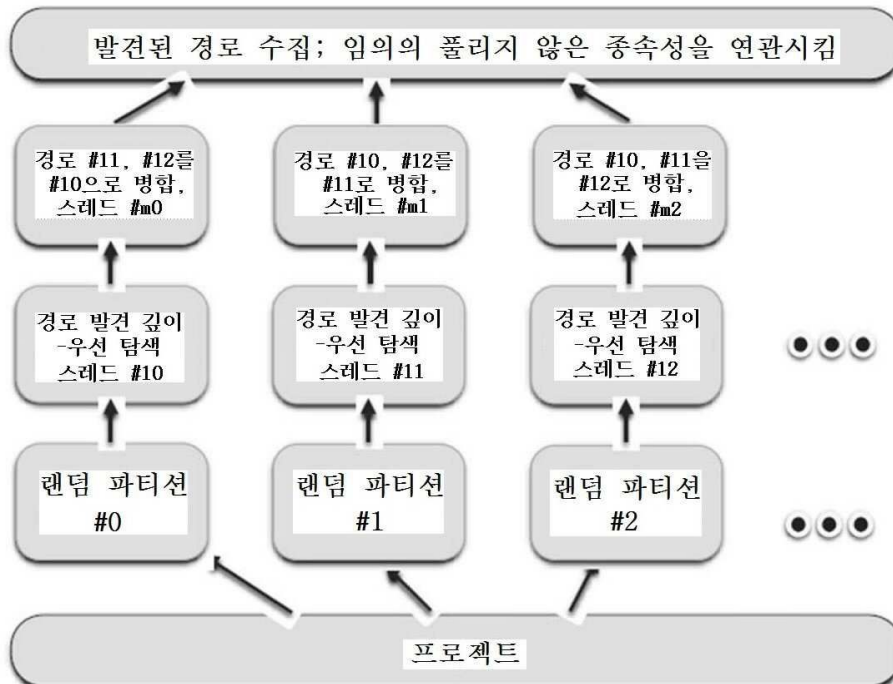 발견된 경로 수집; 임의의 풀리지 않은 종속성을 연관시킴
경로 #11, #12를
#10으로 병합,
스레드 #m0
경로 #10, #12를
#11로 병합,
스레드 #m1
경로 #10, #11을
#12로 병합,
스레드 #m2
경로 발견 깊이
-우선 탐색
스레드 #10
경로 발견 깊이
-우선 탐색
스레드 #11
경로 발견 깊이
-우선 탐색
스레드 #12
랜덤 파티션
#0
랜덤 파티션
#1
랜덤 파티션
#2
프로젝트